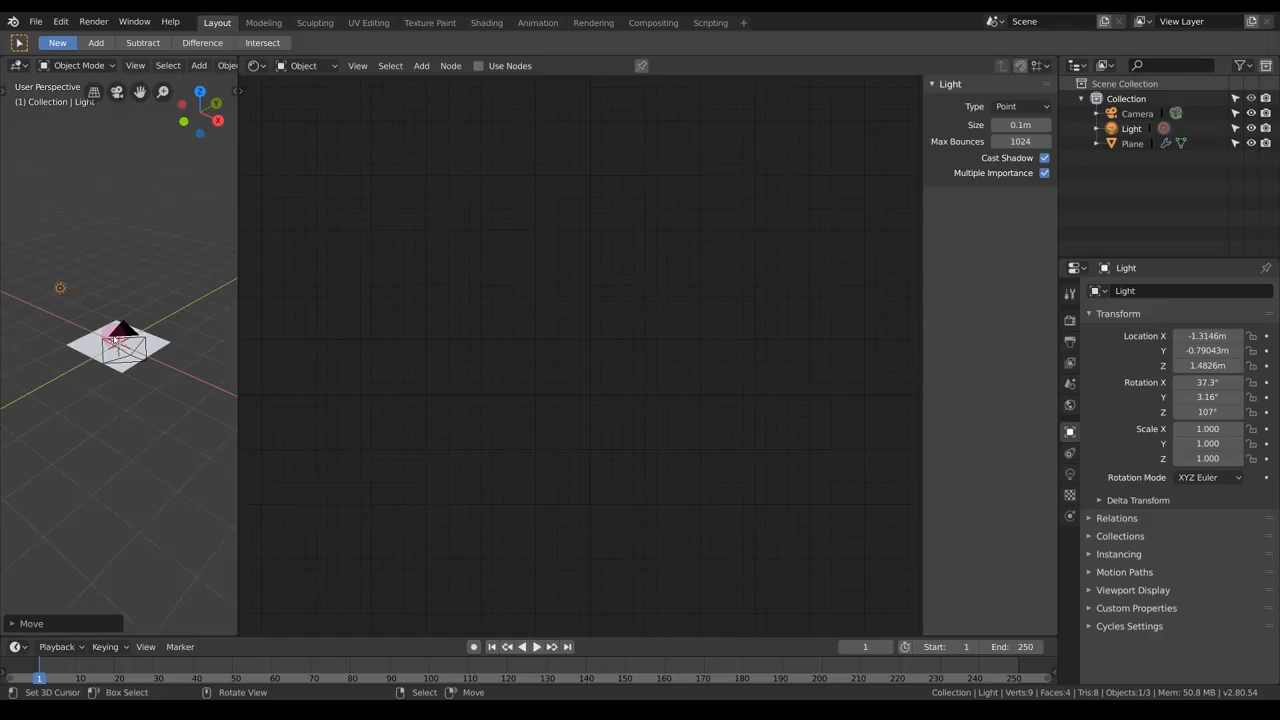 File Edit Render Window Help Layout Modeling Sculpting UV Editing Texture Paint Shading Animation Rendering Compositing Scripting + Scene View Layer
New Add Subtract Difference Intersect
Object Mode View Select Add Obje Object View Select Add Node Use Nodes
User Perspective
(1) Collection | Light
Z
Y
X
Light
Type Point
Size 0.1m
Max Bounces 1024
Cast Shadow
Multiple Importance
Scene Collection
Collection
Camera
Light
Plane
Light
Light
Transform
Location X -1.3146m
Y -0.79043m
Z 1.4826m
Rotation X 37.3°
Y 3.16°
Z 107°
Scale X 1.000
Y 1.000
Z 1.000
Rotation Mode XYZ Euler
Delta Transform
Relations
Collections
Instancing
Motion Paths
Viewport Display
Custom Properties
Cycles Settings
Move
Playback Keying View Marker 1 Start: 1 End: 250
1 10 20 30 40 50 60 70 80 90 100 110 120 130 140 150 160 170 180 190 200 210 220 230 240 250
Set 3D Cursor Box Select Rotate View Select Move Collection | Light | Verts:9 | Faces:4 | Tris:8 | Objects:1/3 | Mem: 50.8 MB | v2.80.54